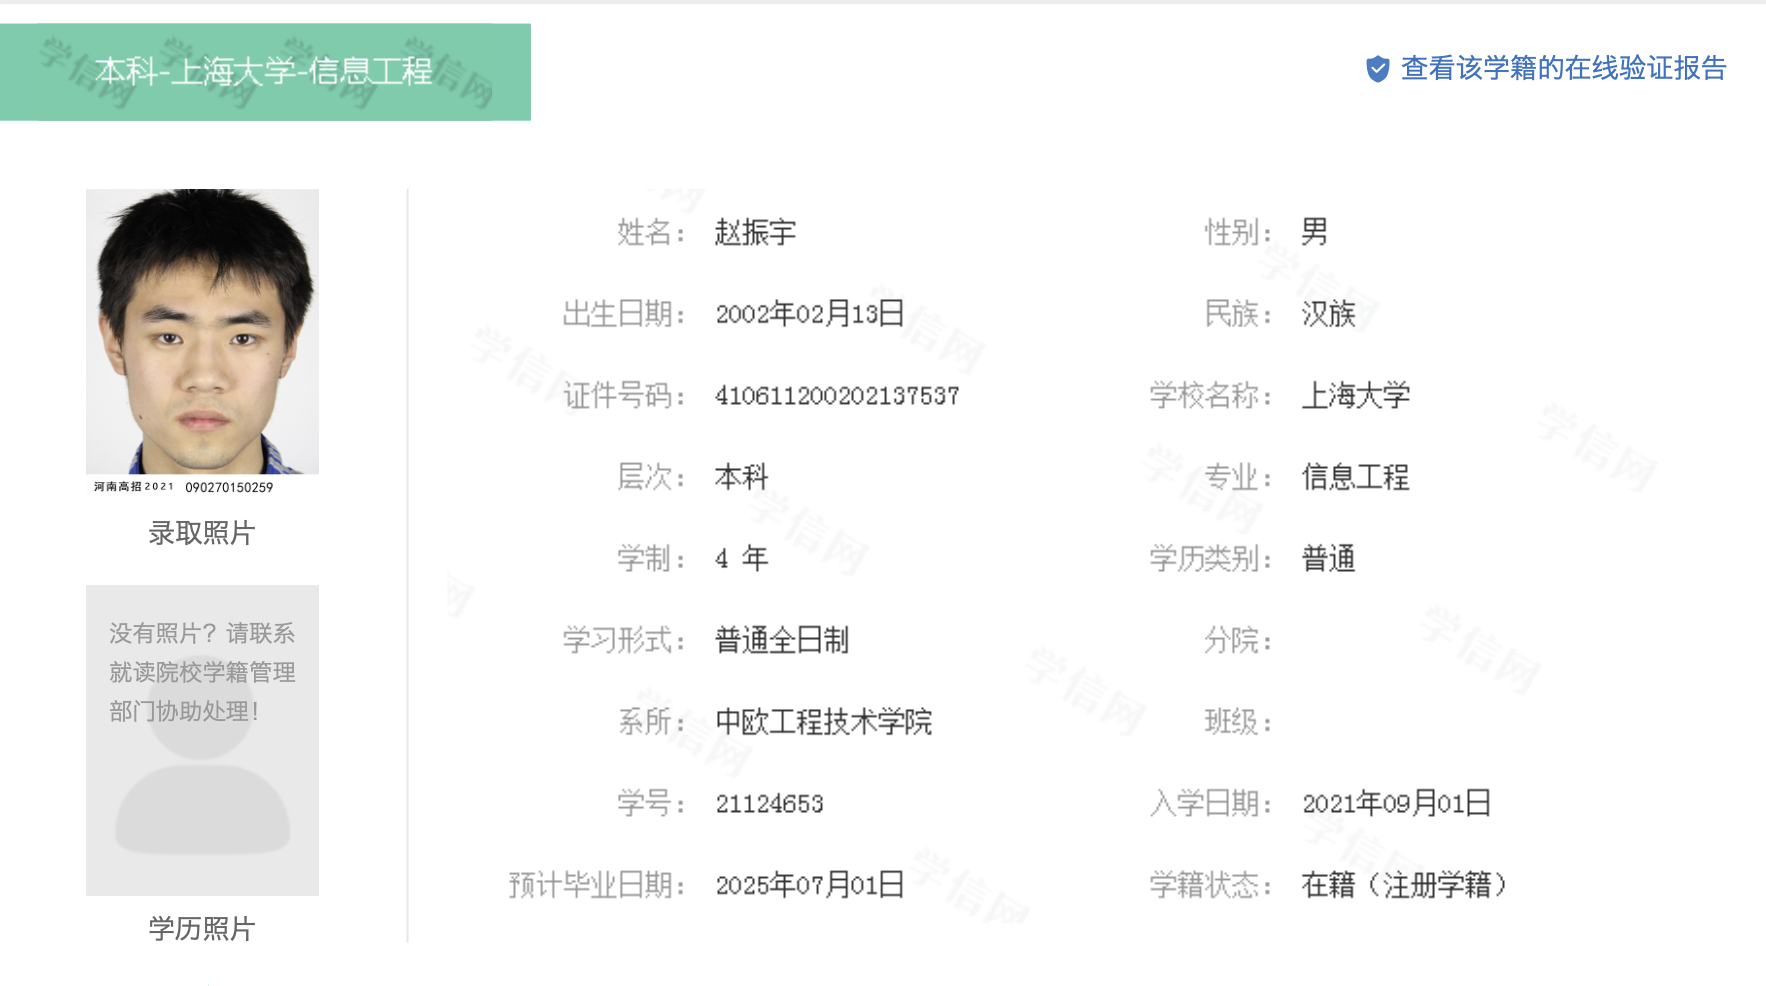 本科-上海大学-信息工程
查看该学籍的在线验证报告
河南高招2021 090270150259
录取照片
没有照片？请联系
就读院校学籍管理
部门协助处理！
学历照片
姓名： 赵振宇 性别： 男
出生日期： 2002年02月13日 民族： 汉族
证件号码： 410611200202137537 学校名称： 上海大学
层次： 本科 专业： 信息工程
学制： 4 年 学历类别： 普通
学习形式： 普通全日制 分院：
系所： 中欧工程技术学院 班级：
学号： 21124653 入学日期： 2021年09月01日
预计毕业日期： 2025年07月01日 学籍状态： 在籍（注册学籍）
学信网